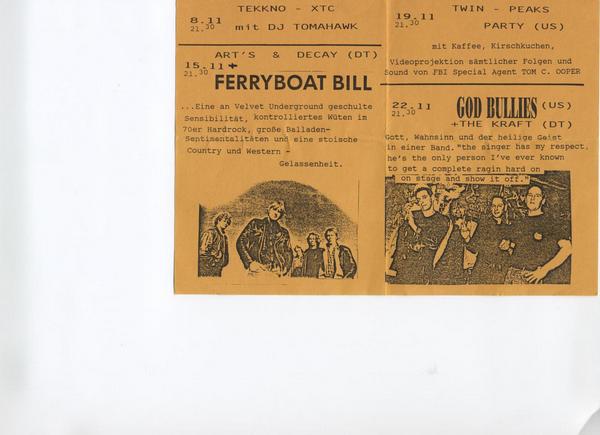 TEKKNO - XTC
8.11 mit DJ TOMAHAWK
21.30
ART'S & DECAY (DT)
15.11 +
21.30
FERRYBOAT BILL
...Eine an Velvet Underground geschulte
Sensibilität, kontrolliertes Wüten im
70er Hardrock, große Balladen-
Sentimentalitäten und eine stoische
Country und Western -
Gelassenheit.
TWIN - PEAKS
19.11
21.30 PARTY (US)
mit Kaffee, Kirschkuchen,
Videoprojektion sämtlicher Folgen und
Sound von FBI Special Agent TOM C. OOPER
22.11 GOD BULLIES (US)
21.30 +THE KRAFT (DT)
Gott, Wahnsinn und der heilige Geist
in einer Band. "the singer has my respect,
he's the only person I've ever known
to get a complete ragin hard on
on stage and show it off."